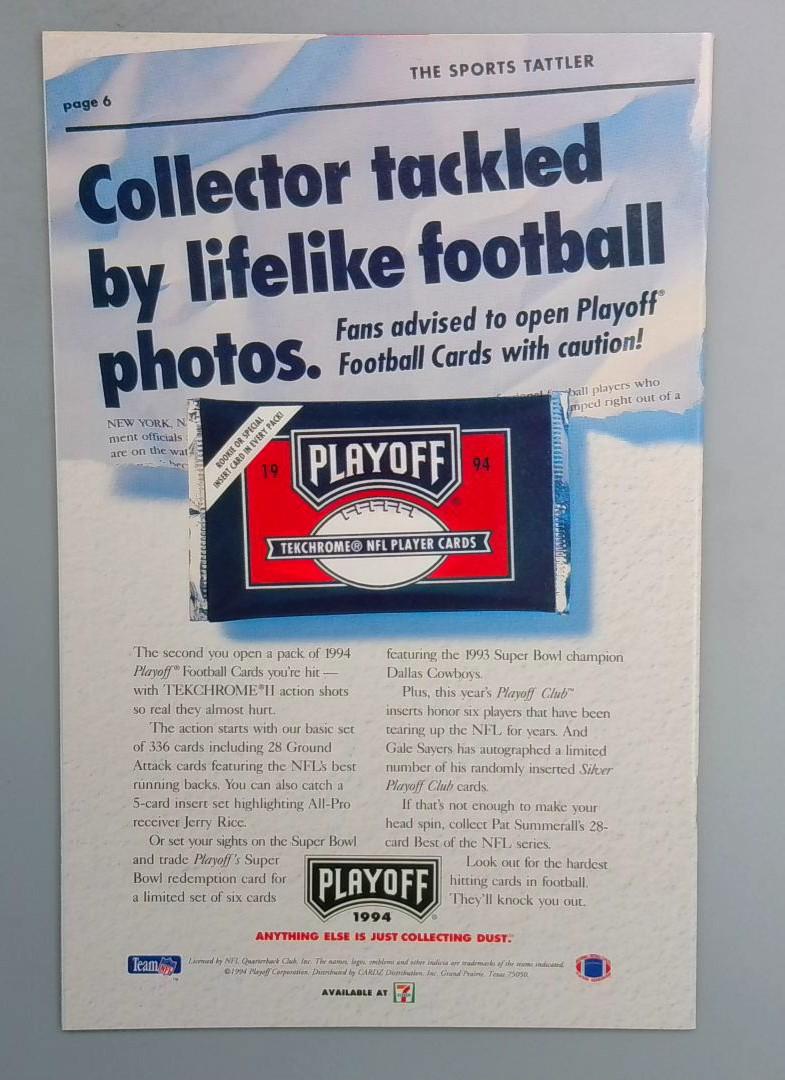 THE SPORTS TATTLER
page 6
Collector tackled
by lifelike football
photos.
Fans advised to open Playoff®
Football Cards with caution!
ball players who
mped right out of a
NEW YORK, N
ment officials
are on the wat
ROOKIE OR SPECIAL
INSERT CARD IN EVERY PACK!
19 PLAYOFF 94
TEKCHROME® NFL PLAYER CARDS
The second you open a pack of 1994
Playoff® Football Cards you're hit —
with TEKCHROME®II action shots
so real they almost hurt.
The action starts with our basic set
of 336 cards including 28 Ground
Attack cards featuring the NFL's best
running backs. You can also catch a
5-card insert set highlighting All-Pro
receiver Jerry Rice.
Or set your sights on the Super Bowl
and trade Playoff's Super
Bowl redemption card for
a limited set of six cards
featuring the 1993 Super Bowl champion
Dallas Cowboys.
Plus, this year's Playoff Club™
inserts honor six players that have been
tearing up the NFL for years. And
Gale Sayers has autographed a limited
number of his randomly inserted Silver
Playoff Club cards.
If that's not enough to make your
head spin, collect Pat Summerall's 28-
card Best of the NFL series.
Look out for the hardest
hitting cards in football.
They'll knock you out.
PLAYOFF®
1994
ANYTHING ELSE IS JUST COLLECTING DUST.™
Team NFL™
Licensed by NFL Quarterback Club, Inc. The names, logos, emblems and other indicia are trademarks of the teams indicated.
©1994 Playoff Corporation. Distributed by CARDZ Distribution, Inc. Grand Prairie, Texas 75050.
AVAILABLE AT 7 ELEVEN